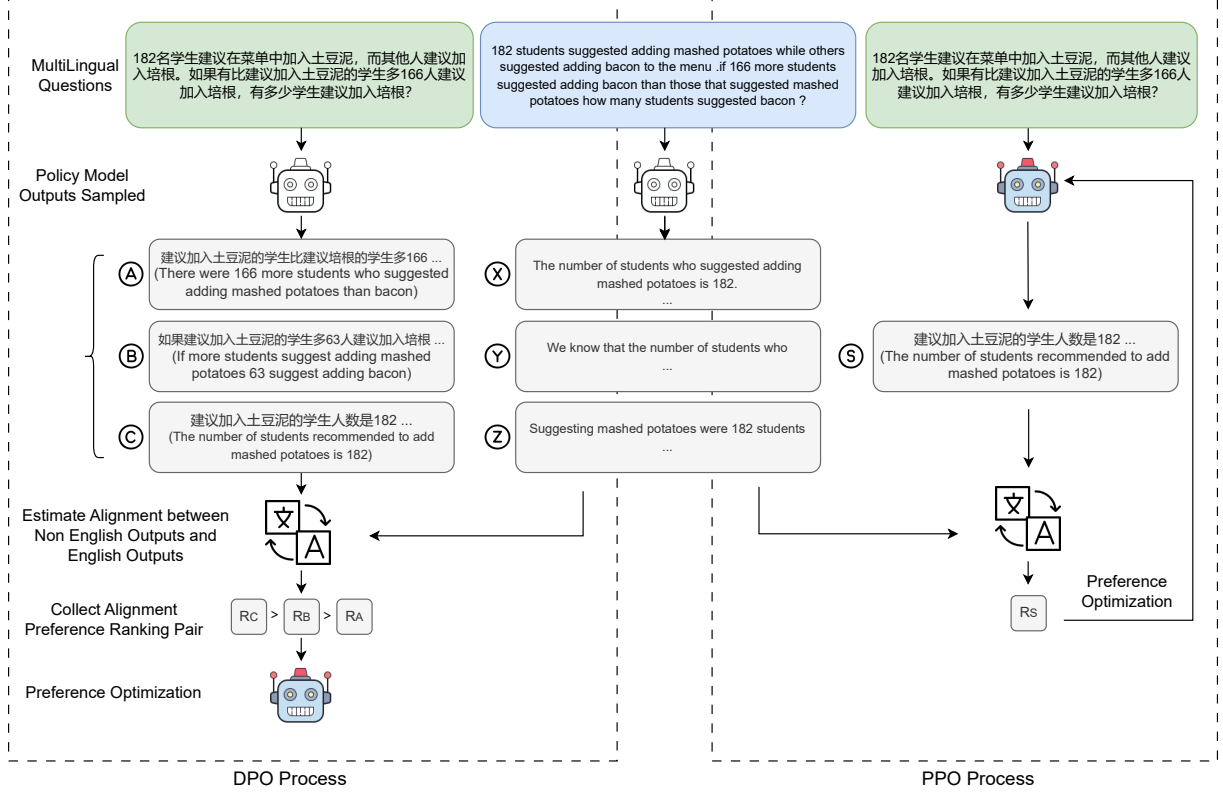 MultiLingual
Questions
182名学生建议在菜单中加入土豆泥，而其他人建议加
入培根。如果有比建议加入土豆泥的学生多166人建议
加入培根，有多少学生建议加入培根？
182 students suggested adding mashed potatoes while others
suggested adding bacon to the menu .if 166 more students
suggested adding bacon than those that suggested mashed
potatoes how many students suggested bacon ?
182名学生建议在菜单中加入土豆泥，而其他人建议加
入培根。如果有比建议加入土豆泥的学生多166人
建议加入培根，有多少学生建议加入培根？
Policy Model
Outputs Sampled
A
建议加入土豆泥的学生比建议培根的学生多166 ...
(There were 166 more students who suggested
adding mashed potatoes than bacon)
X
The number of students who suggested adding
mashed potatoes is 182.
...
B
如果建议加入土豆泥的学生多63人建议加入培根 ...
(If more students suggest adding mashed
potatoes 63 suggest adding bacon)
Y
We know that the number of students who
...
S
建议加入土豆泥的学生人数是182 ...
(The number of students recommended to add
mashed potatoes is 182)
C
建议加入土豆泥的学生人数是182 ...
(The number of students recommended to add
mashed potatoes is 182)
Z
Suggesting mashed potatoes were 182 students
...
Estimate Alignment between
Non English Outputs and
English Outputs
文
A
文
A
Collect Alignment
Preference Ranking Pair
RC > RB > RA
RS
Preference
Optimization
Preference Optimization
DPO Process
PPO Process